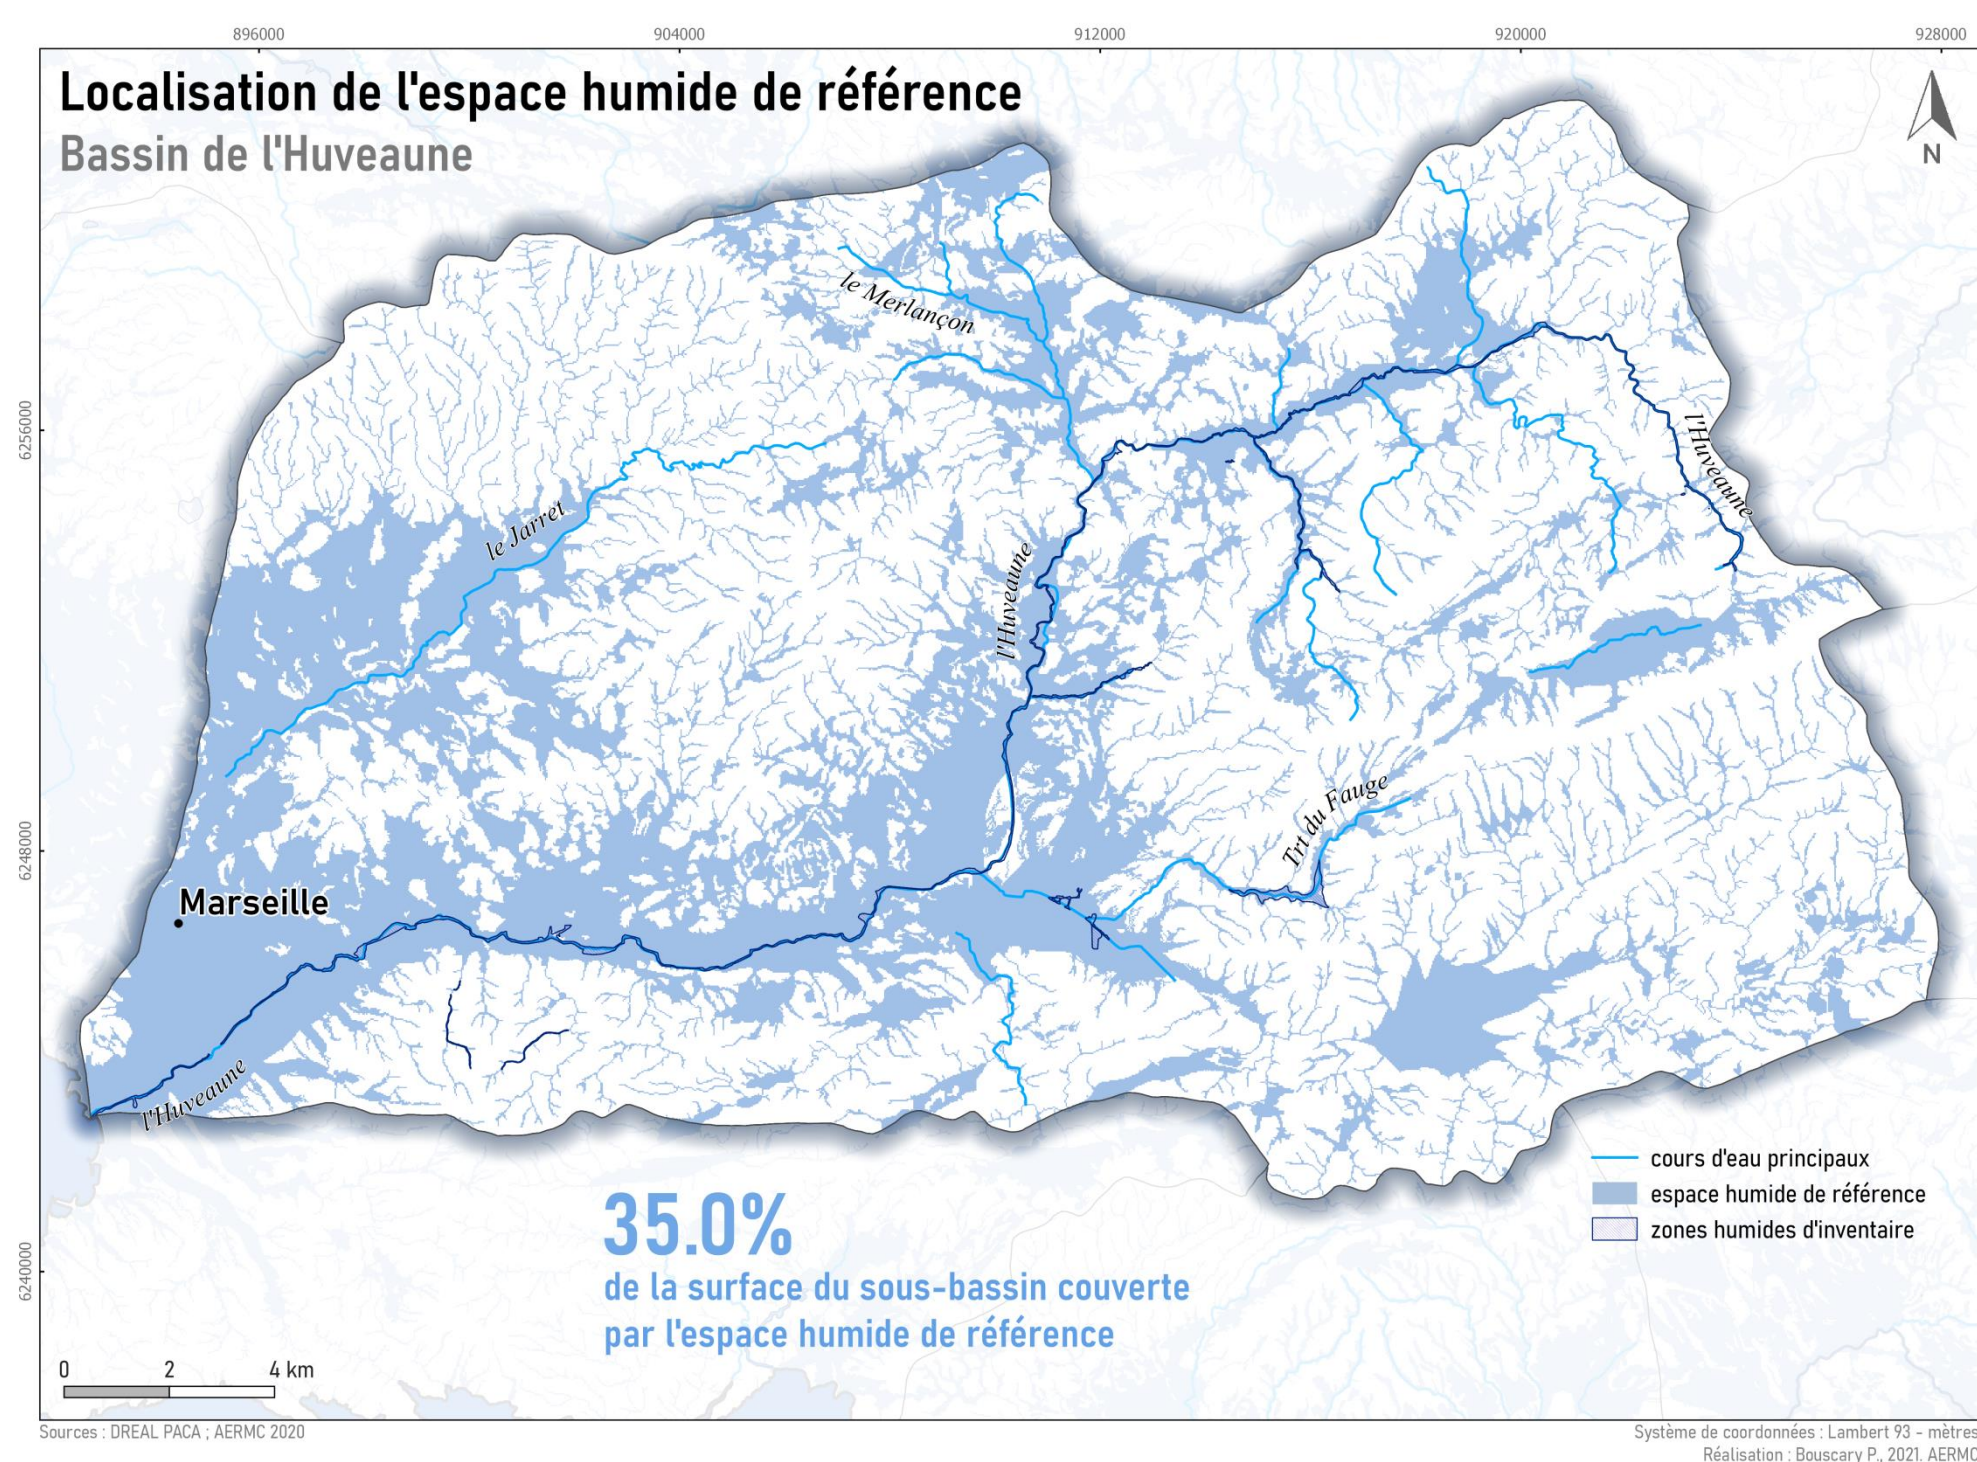 896000
904000
912000
920000
928000
Localisation de l'espace humide de référence
Bassin de l'Huveaune
N
le Merlançon
6256000
l'Huveaune
le Jarret
l'Huveaune
Trt du Fauge
6248000
Marseille
l'Huveaune
cours d'eau principaux
espace humide de référence
zones humides d'inventaire
35.0%
de la surface du sous-bassin couverte
par l'espace humide de référence
6240000
0 2 4 km
Sources : DREAL PACA ; AERMC 2020
Système de coordonnées : Lambert 93 - mètres
Réalisation : Bouscary P., 2021. AERMC